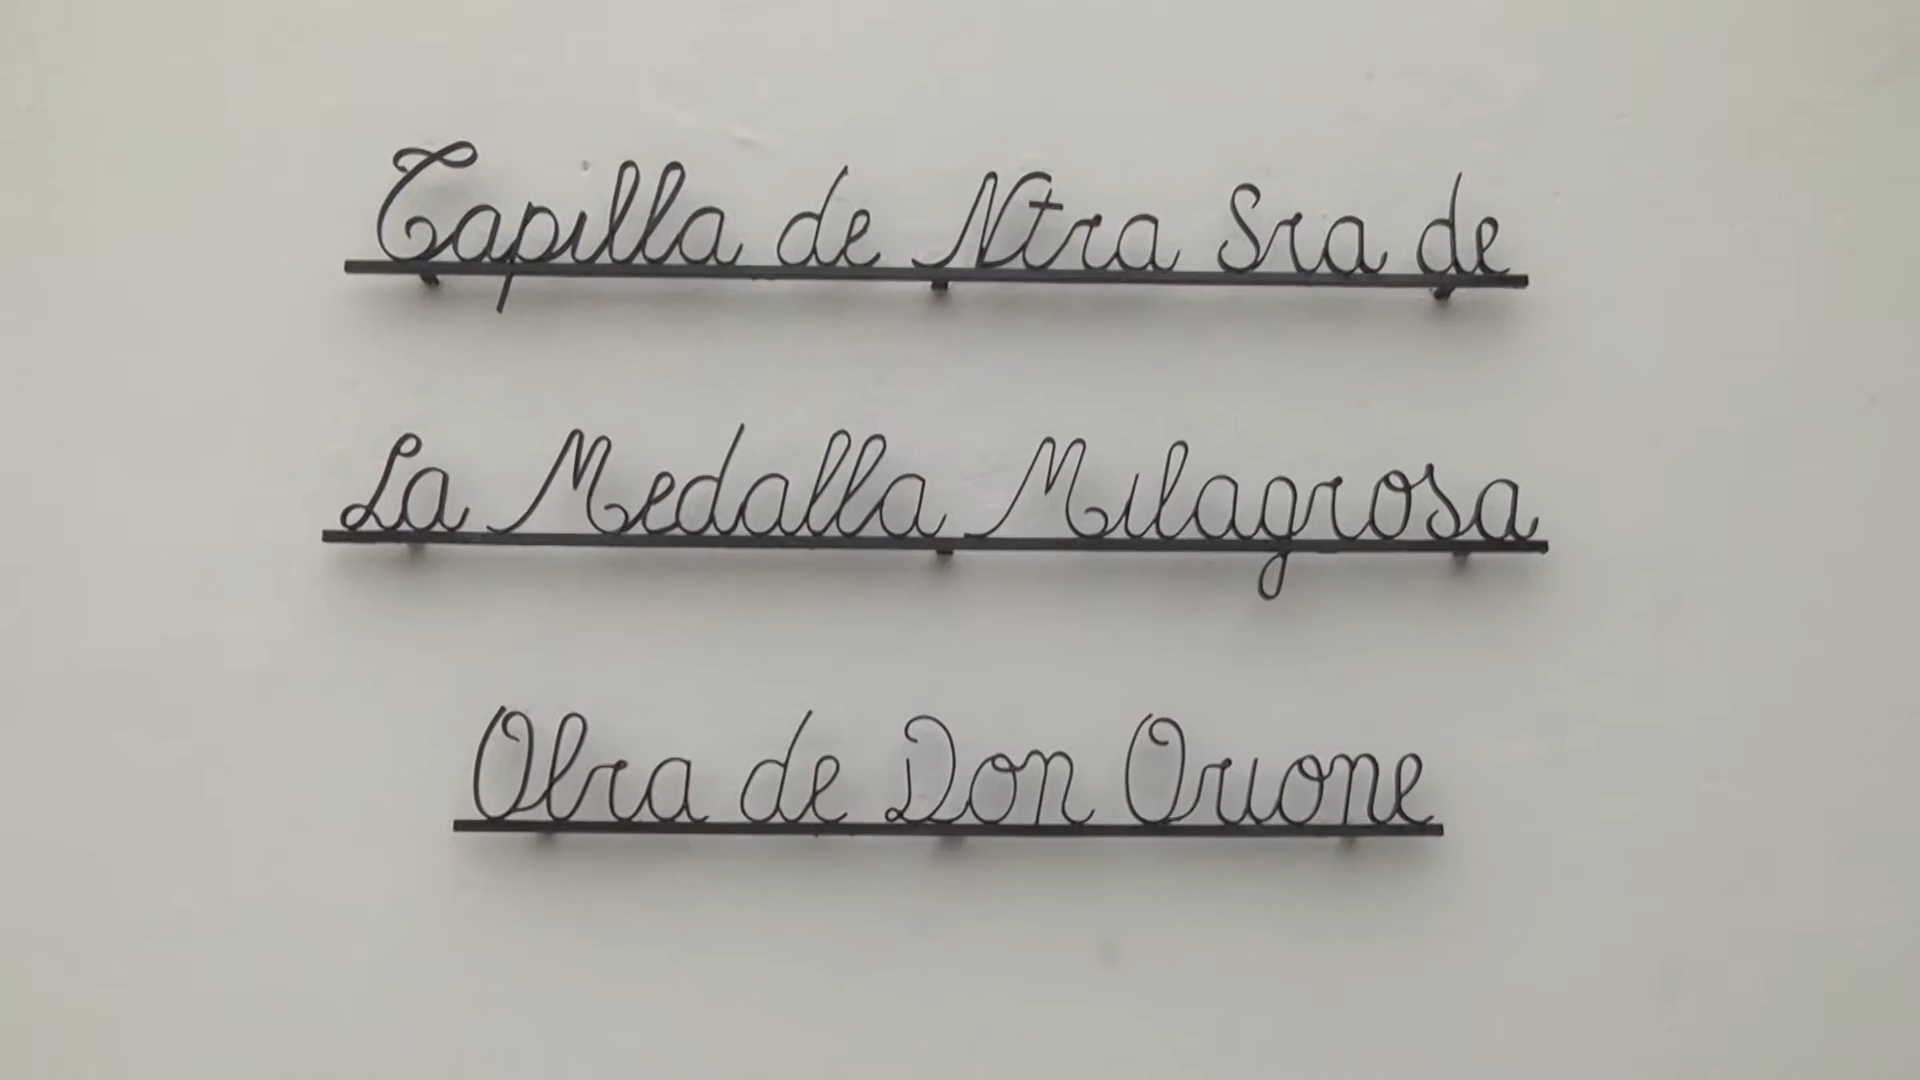 Capilla de Ntra Sra de
La Medalla Milagrosa
Obra de Don Orione